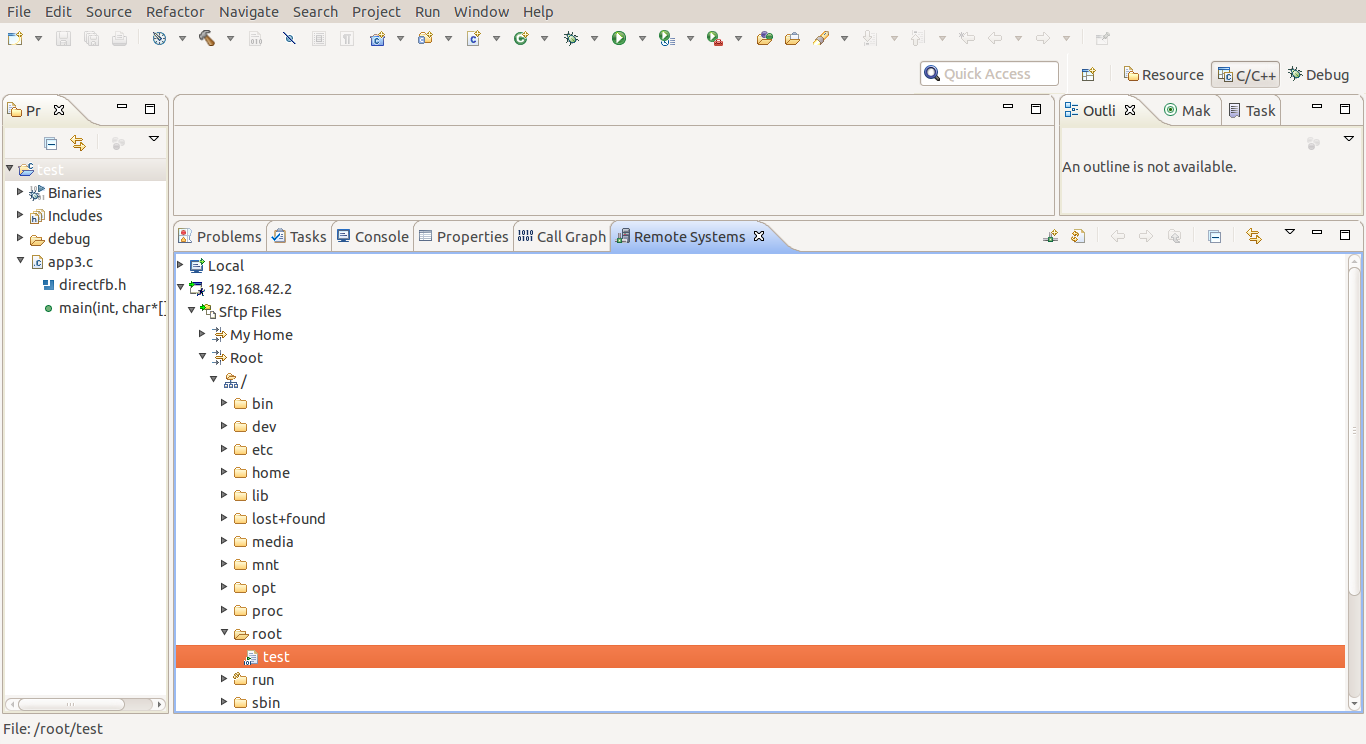 File Edit Source Refactor Navigate Search Project Run Window Help
Quick Access
Resource
C/C++
Debug
Pr
test
Binaries
Includes
debug
app3.c
directfb.h
main(int, char*[]
Outli
Mak
Task
An outline is not available.
Problems
Tasks
Console
Properties
Call Graph
Remote Systems
Local
192.168.42.2
Sftp Files
My Home
Root
/
bin
dev
etc
home
lib
lost+found
media
mnt
opt
proc
root
test
run
sbin
File: /root/test